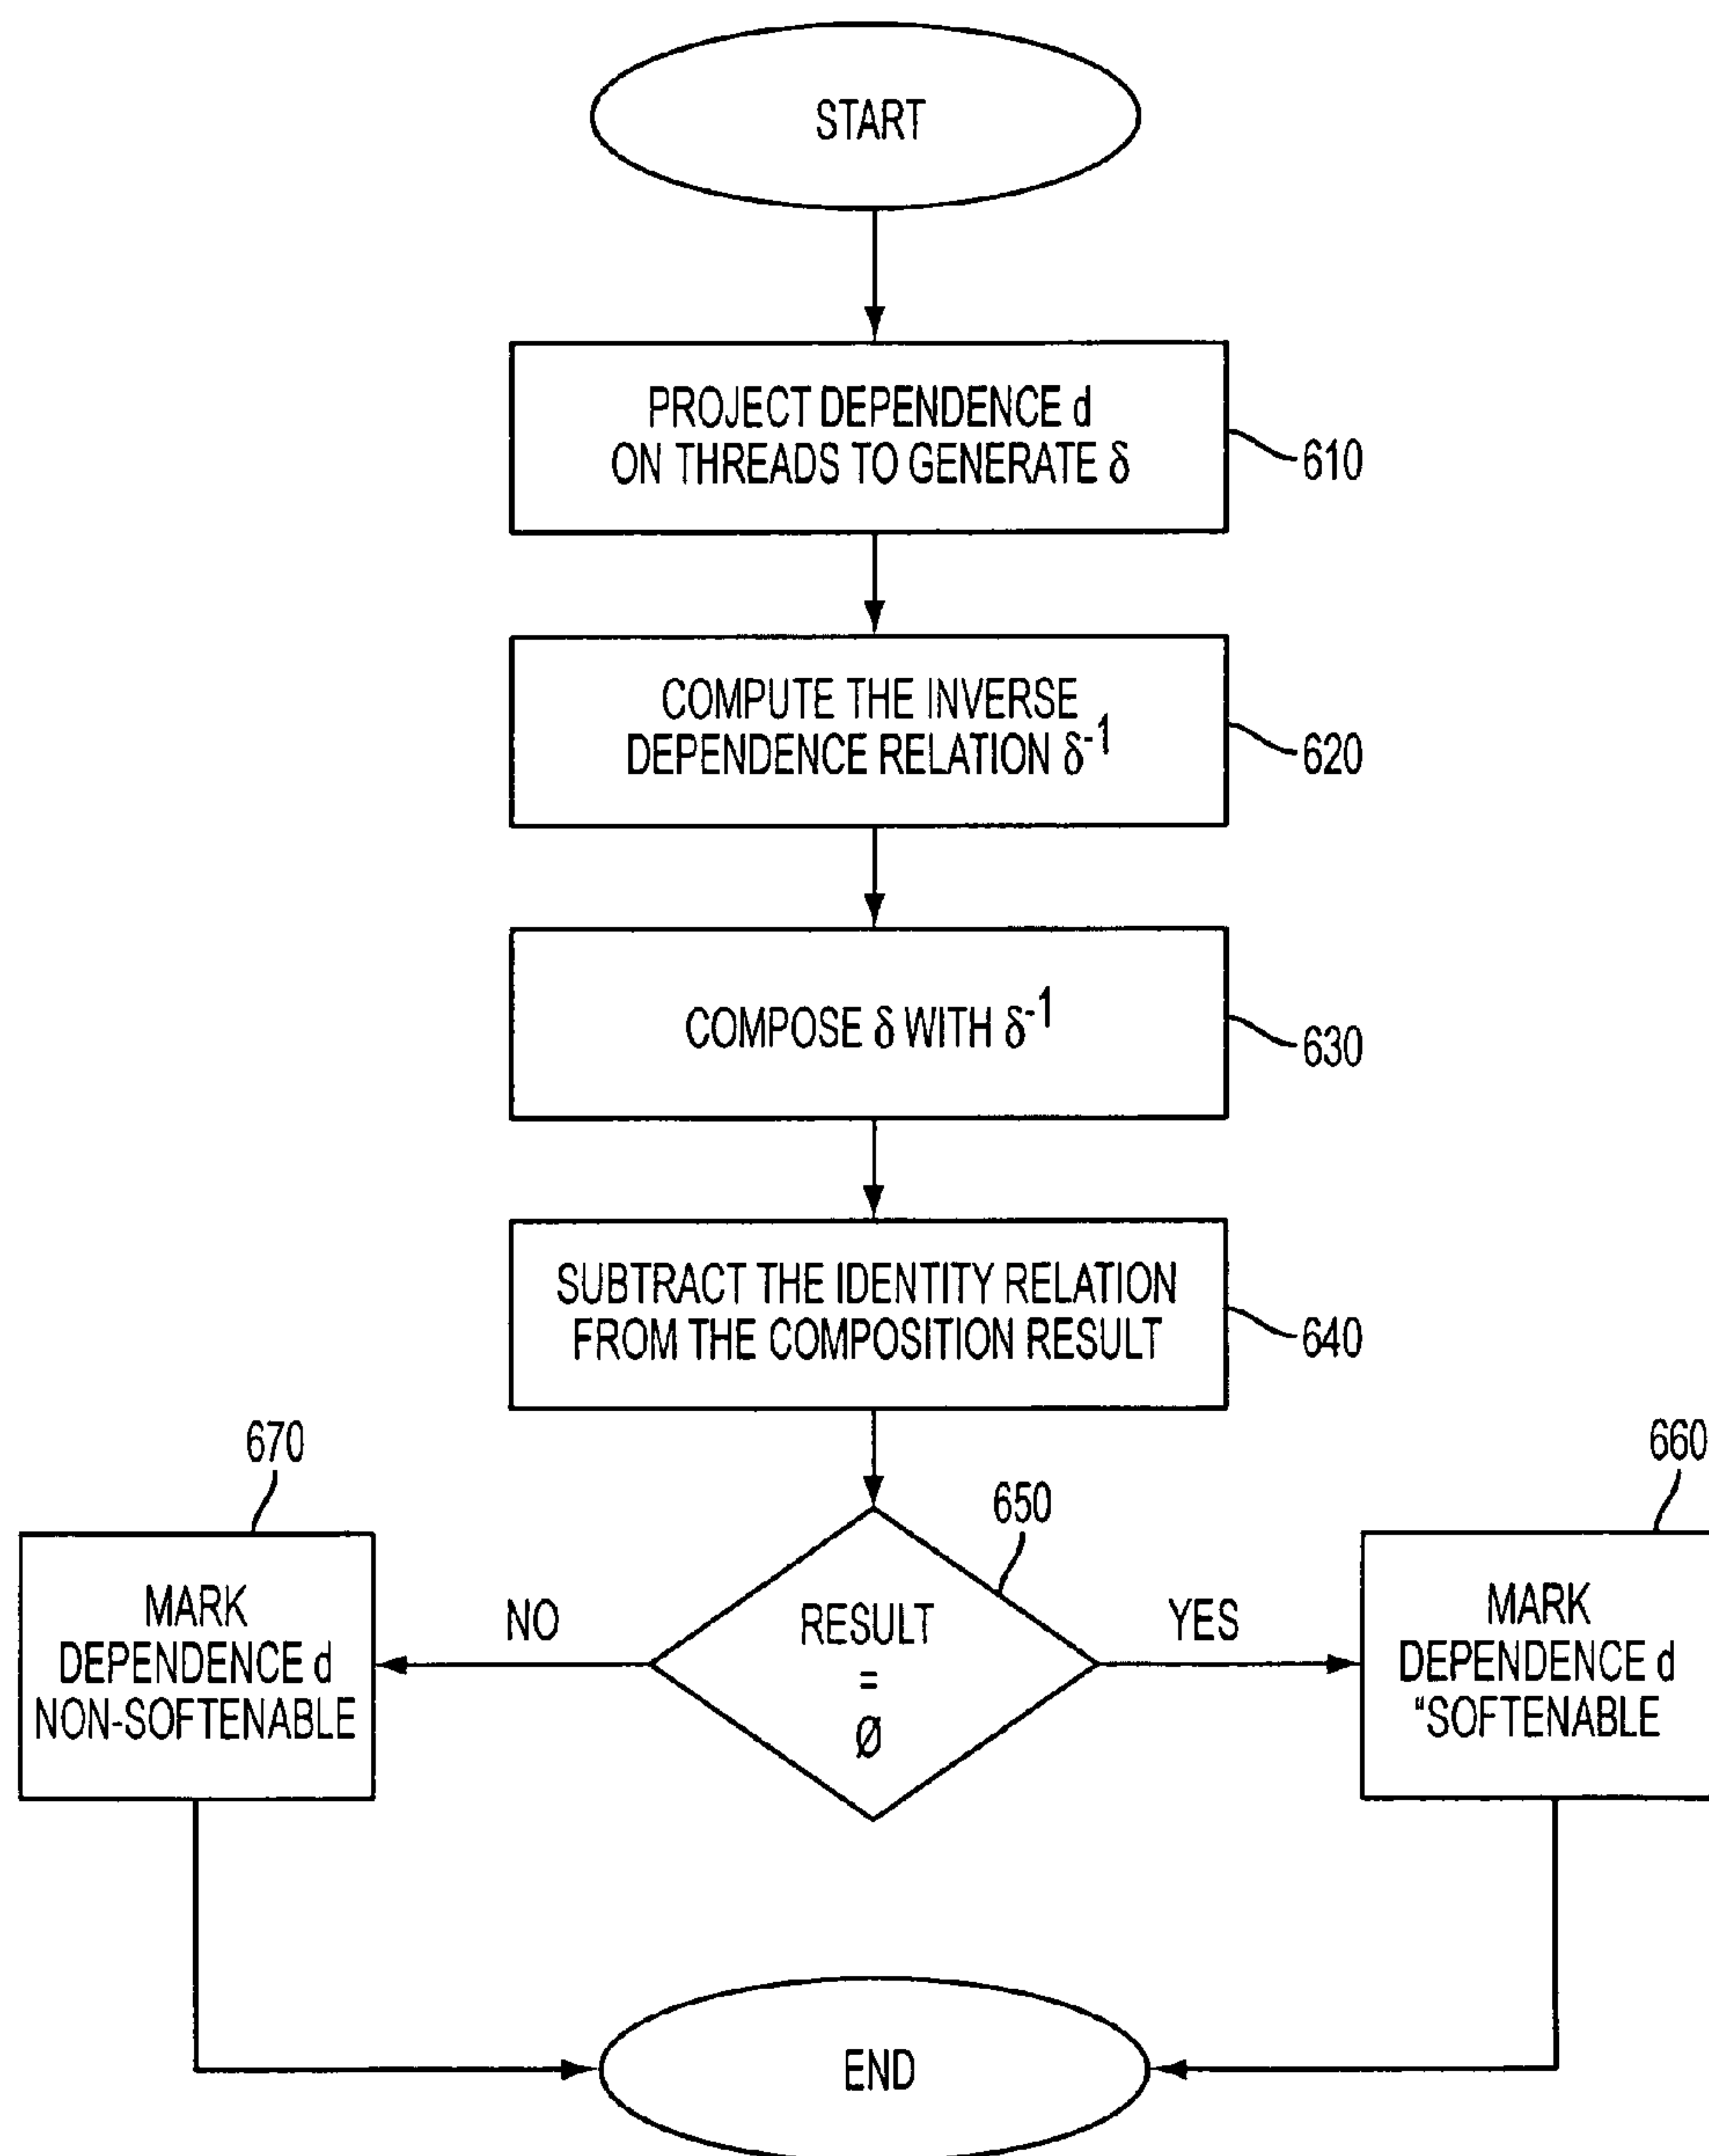 START
PROJECT DEPENDENCE d
ON THREADS TO GENERATE δ
610
COMPUTE THE INVERSE
DEPENDENCE RELATION δ⁻¹
620
COMPOSE δ WITH δ⁻¹
630
SUBTRACT THE IDENTITY RELATION
FROM THE COMPOSITION RESULT
640
670
650
660
MARK
DEPENDENCE d
NON-SOFTENABLE
NO
RESULT
=
Ø
YES
MARK
DEPENDENCE d
“SOFTENABLE
END